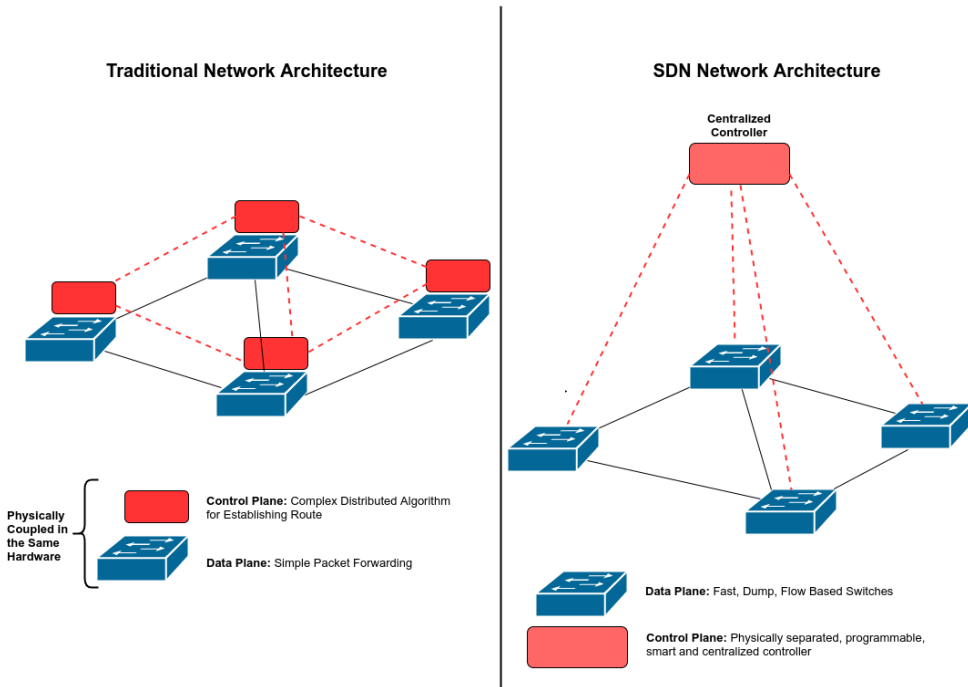 Traditional Network Architecture
Physically
Coupled in
the Same
Hardware
Control Plane: Complex Distributed Algorithm
for Establishing Route
Data Plane: Simple Packet Forwarding
SDN Network Architecture
Centralized
Controller
Data Plane: Fast, Dump, Flow Based Switches
Control Plane: Physically separated, programmable,
smart and centralized controller